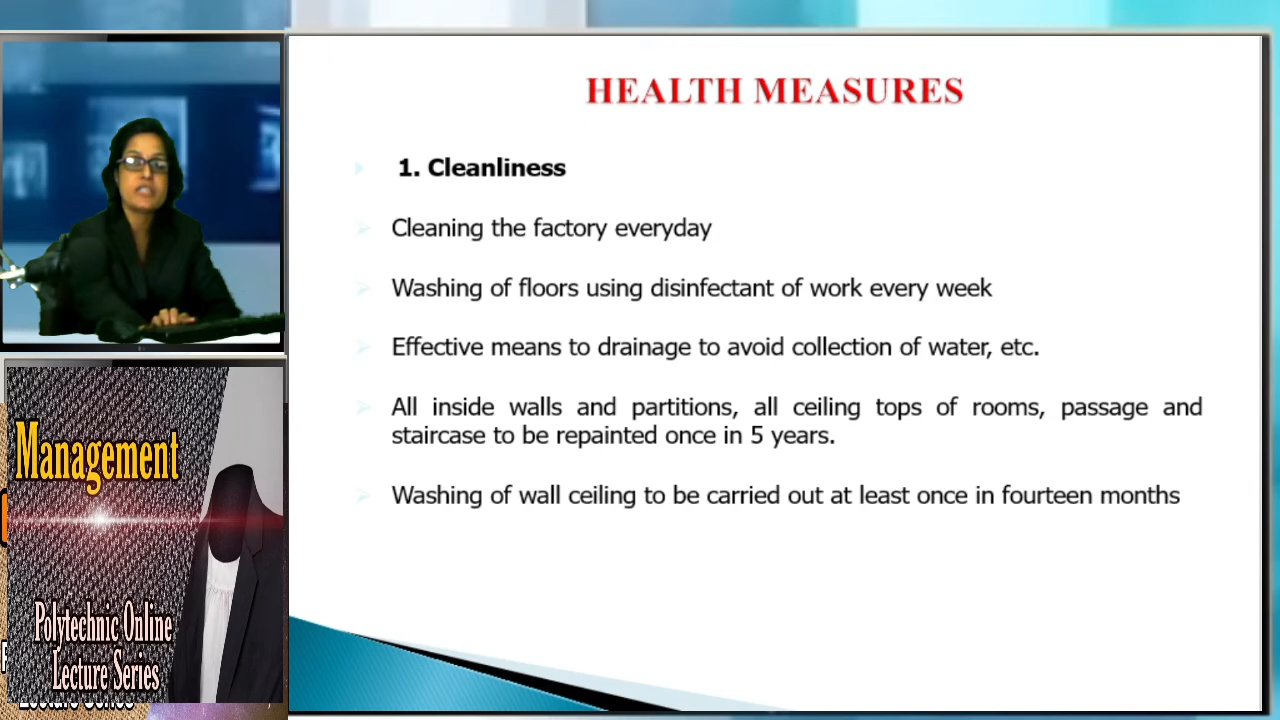 HEALTH MEASURES
1. Cleanliness
Cleaning the factory everyday
Washing of floors using disinfectant of work every week
Effective means to drainage to avoid collection of water, etc.
All inside walls and partitions, all ceiling tops of rooms, passage and
staircase to be repainted once in 5 years.
Washing of wall ceiling to be carried out at least once in fourteen months
Management
Polytechnic Online
Lecture Series